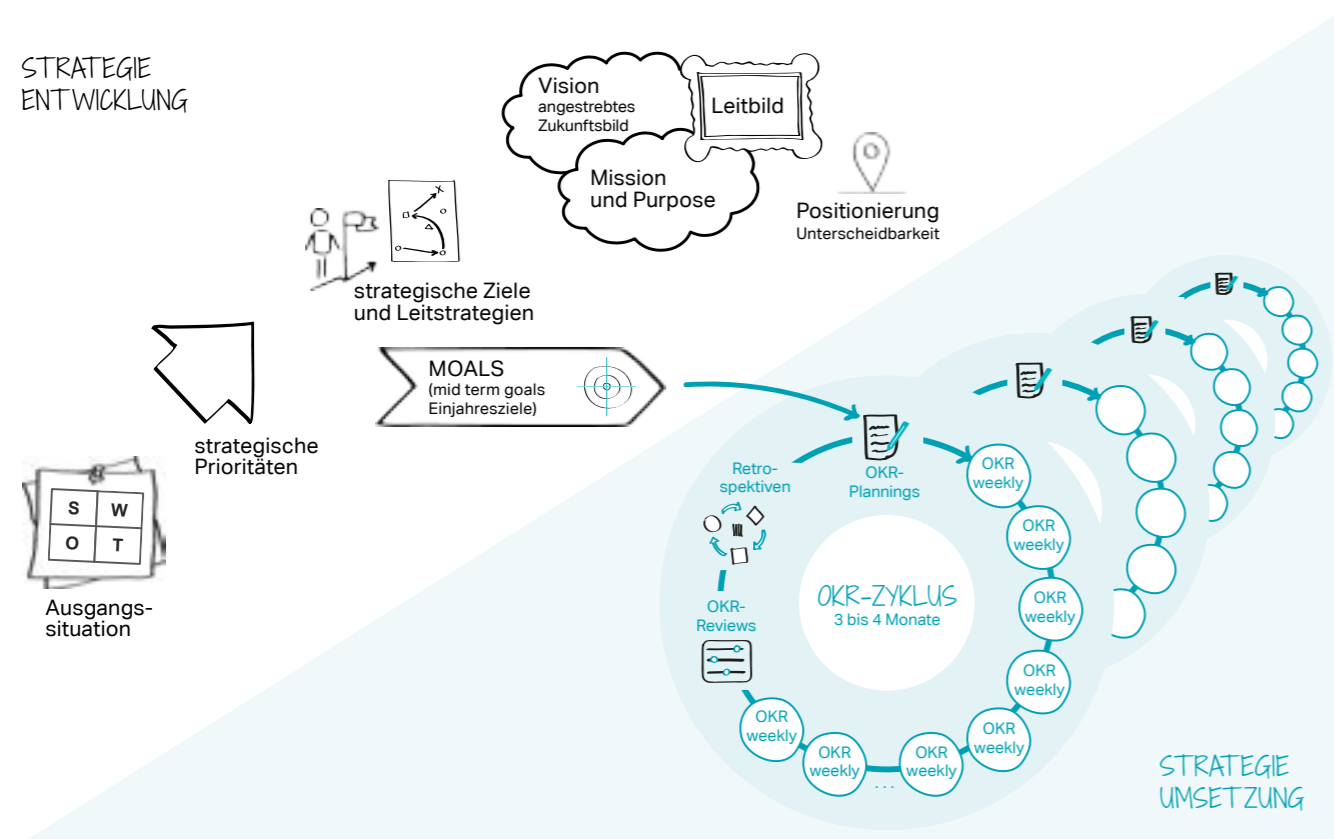 STRATEGIE
ENTWICKLUNG
Vision
angestrebtes
Zukunftsbild
Leitbild
Mission
und Purpose
Positionierung
Unterscheidbarkeit
strategische Ziele
und Leitstrategien
MOALS
(mid term goals
Einjahresziele)
strategische
Prioritäten
S W
O T
Ausgangs-
situation
OKR-
Plannings
Retro-
spektiven
OKR-
Reviews
OKR-ZYKLUS
3 bis 4 Monate
OKR
weekly
OKR
weekly
OKR
weekly
OKR
weekly
OKR
weekly
OKR
weekly
...
OKR
weekly
OKR
weekly
STRATEGIE
UMSETZUNG